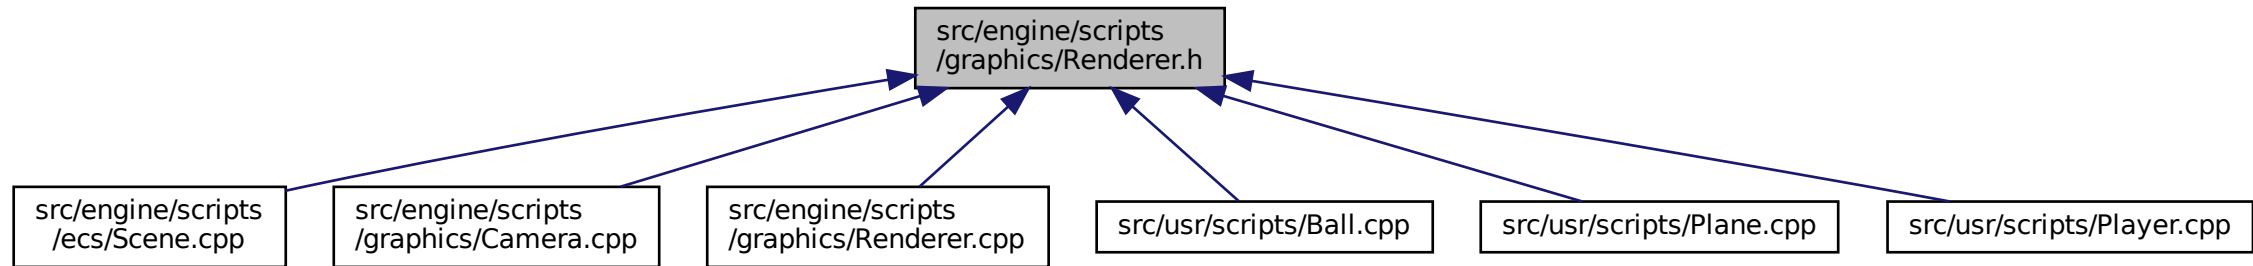 src/engine/scripts
/graphics/Renderer.h
src/engine/scripts
/ecs/Scene.cpp
src/engine/scripts
/graphics/Camera.cpp
src/engine/scripts
/graphics/Renderer.cpp
src/usr/scripts/Ball.cpp
src/usr/scripts/Plane.cpp
src/usr/scripts/Player.cpp